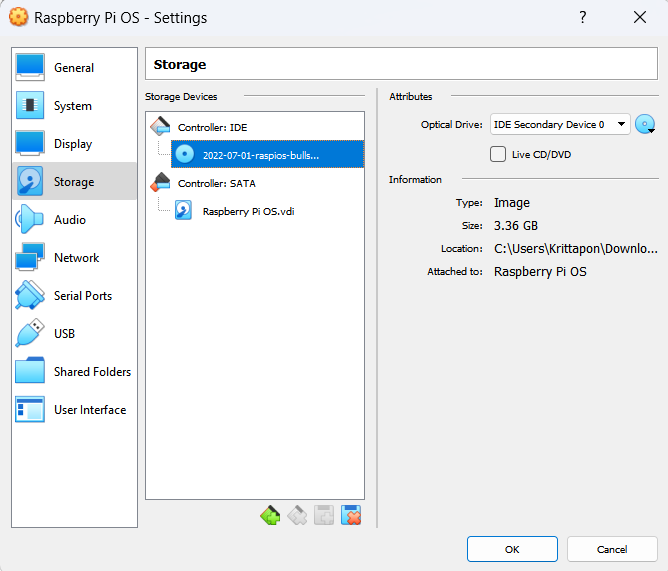 Raspberry Pi OS - Settings
?
General
System
Display
Storage
Audio
Network
Serial Ports
USB
Shared Folders
User Interface
Storage
Storage Devices
Controller: IDE
2022-07-01-raspios-bulls...
Controller: SATA
Raspberry Pi OS.vdi
Attributes
Optical Drive: IDE Secondary Device 0
Live CD/DVD
Information
Type: Image
Size: 3.36 GB
Location: C:\Users\Krittapon\Downlo...
Attached to: Raspberry Pi OS
OK
Cancel